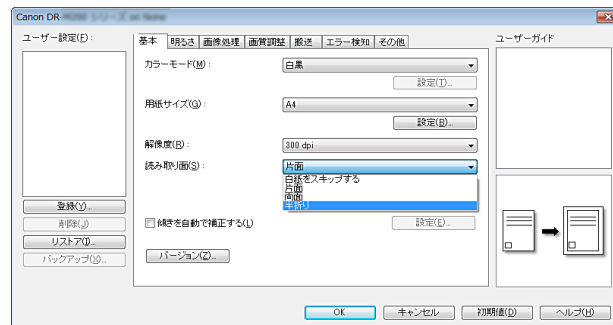 Canon DR-
ユーザー設定(F):
登録(Y)...
削除(J)
リストア(I)...
バックアップ(X)...
基本 明るさ 画像処理 画質調整 搬送 エラー検知 その他
カラーモード(M): 白黒
設定(T)...
用紙サイズ(G): A4
設定(B)...
解像度(R): 300 dpi
読み取り面(S): 片面
白紙をスキップする
片面
両面
半折り
傾きを自動で補正する(L) 設定(E)...
バージョン(Z)...
ユーザーガイド
OK キャンセル 初期値(D) ヘルプ(H)